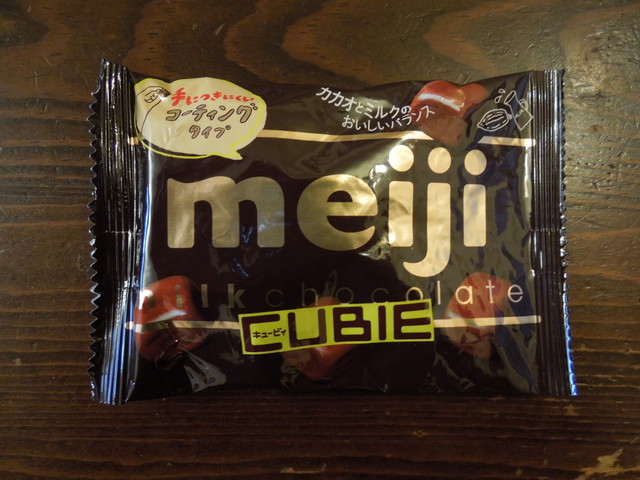 手につきにくい
コーティング
タイプ
カカオとミルクの
おいしいバランス
meiji
milk chocolate
キュービィ
CUBIE